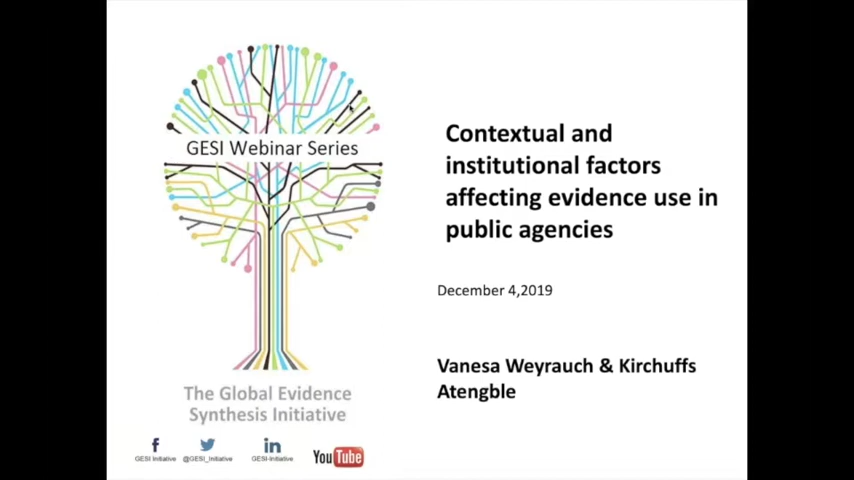 GESI Webinar Series
The Global Evidence
Synthesis Initiative
GESI Initiative
@GESI_Initiative
GESI-Initiative
YouTube
Contextual and
institutional factors
affecting evidence use in
public agencies
December 4,2019
Vanesa Weyrauch & Kirchuffs
Atengble